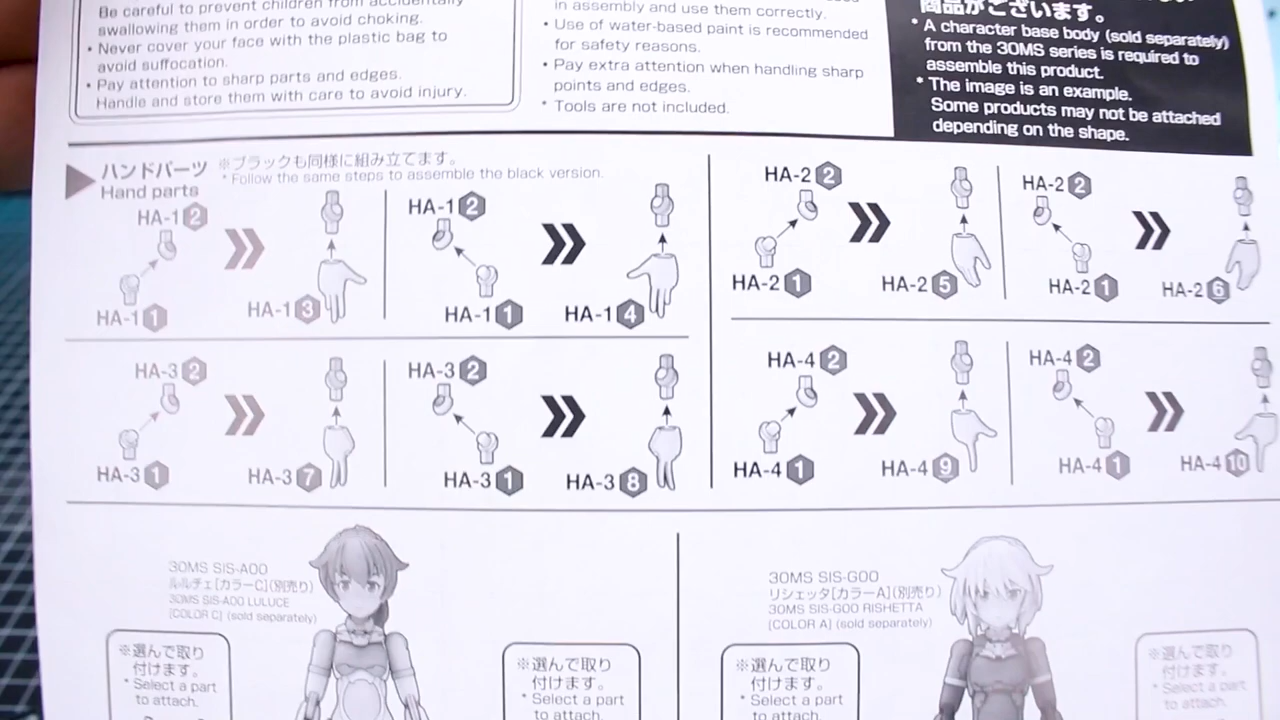 Be careful to prevent children from accidentally
swallowing them in order to avoid choking.
• Never cover your face with the plastic bag to
avoid suffocation.
• Pay attention to sharp parts and edges.
Handle and store them with care to avoid injury.
in assembly and use them correctly.
• Use of water-based paint is recommended
for safety reasons.
• Pay extra attention when handling sharp
points and edges.
• Tools are not included.
商品がございます。
* A character base body (sold separately)
from the 30MS series is required to
assemble this product.
* The image is an example.
Some products may not be attached
depending on the shape.
ハンドパーツ ※ブラックも同様に組み立てます。
Hand parts * Follow the same steps to assemble the black version.
HA-1 2
HA-1 1
HA-1 3
HA-1 2
HA-1 1
HA-1 4
HA-2 2
HA-2 1
HA-2 5
HA-2 2
HA-2 1
HA-2 6
HA-3 2
HA-3 1
HA-3 7
HA-3 2
HA-3 1
HA-3 8
HA-4 2
HA-4 1
HA-4 9
HA-4 2
HA-4 1
HA-4 10
30MS SIS-A00
ルルチェ[カラーC](別売り)
30MS SIS-A00 LULUCE
[COLOR C] (sold separately)
※選んで取り
付けます。
* Select a part
to attach.
※選んで取り
付けます。
* Select a part
to attach.
30MS SIS-G00
リシェッタ[カラーA](別売り)
30MS SIS-G00 RISHETTA
[COLOR A] (sold separately)
※選んで取り
付けます。
* Select a part
to attach.
※選んで取り
付けます。
* Select a part
to attach.